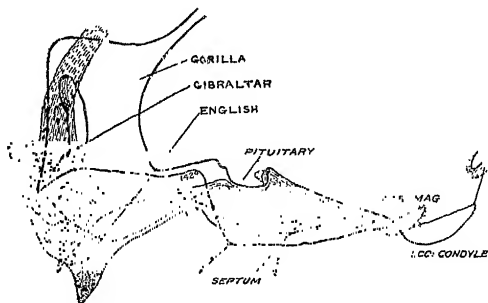 GORILLA
GIBRALTAR
ENGLISH
PITUITARY
MAG
CONDYLE
SEPTUM